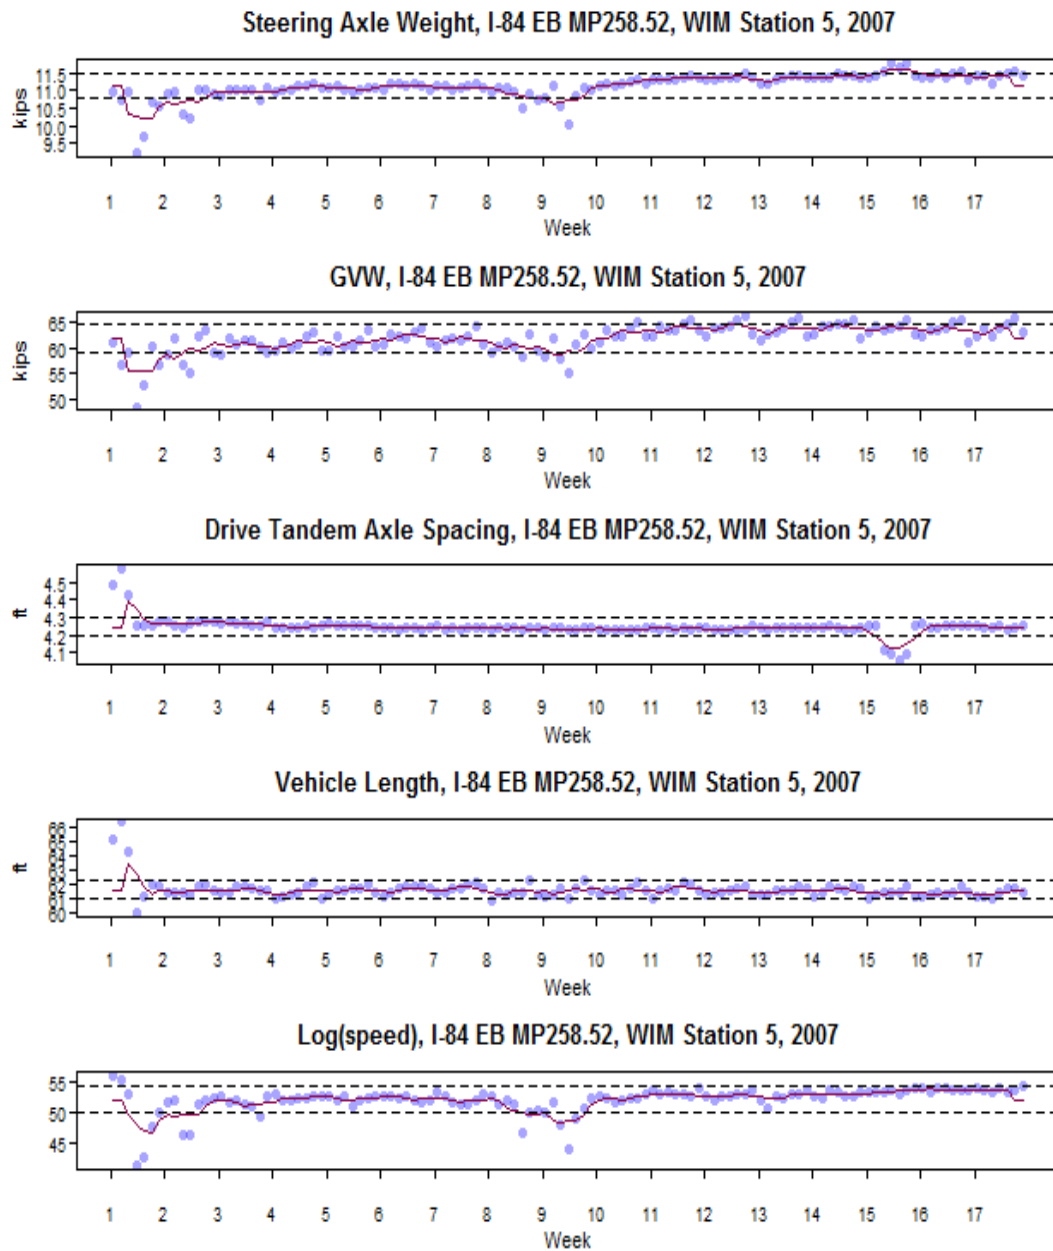 Steering Axle Weight, I-84 EB MP258.52, WIM Station 5, 2007
kips
11.5
11.0
10.5
10.0
9.5
1 2 3 4 5 6 7 8 9 10 11 12 13 14 15 16 17
Week
GVW, I-84 EB MP258.52, WIM Station 5, 2007
kips
65
60
55
50
1 2 3 4 5 6 7 8 9 10 11 12 13 14 15 16 17
Week
Drive Tandem Axle Spacing, I-84 EB MP258.52, WIM Station 5, 2007
ft
4.5
4.4
4.3
4.2
4.1
1 2 3 4 5 6 7 8 9 10 11 12 13 14 15 16 17
Week
Vehicle Length, I-84 EB MP258.52, WIM Station 5, 2007
ft
66
65
64
63
62
61
60
1 2 3 4 5 6 7 8 9 10 11 12 13 14 15 16 17
Week
Log(speed), I-84 EB MP258.52, WIM Station 5, 2007
55
50
45
1 2 3 4 5 6 7 8 9 10 11 12 13 14 15 16 17
Week